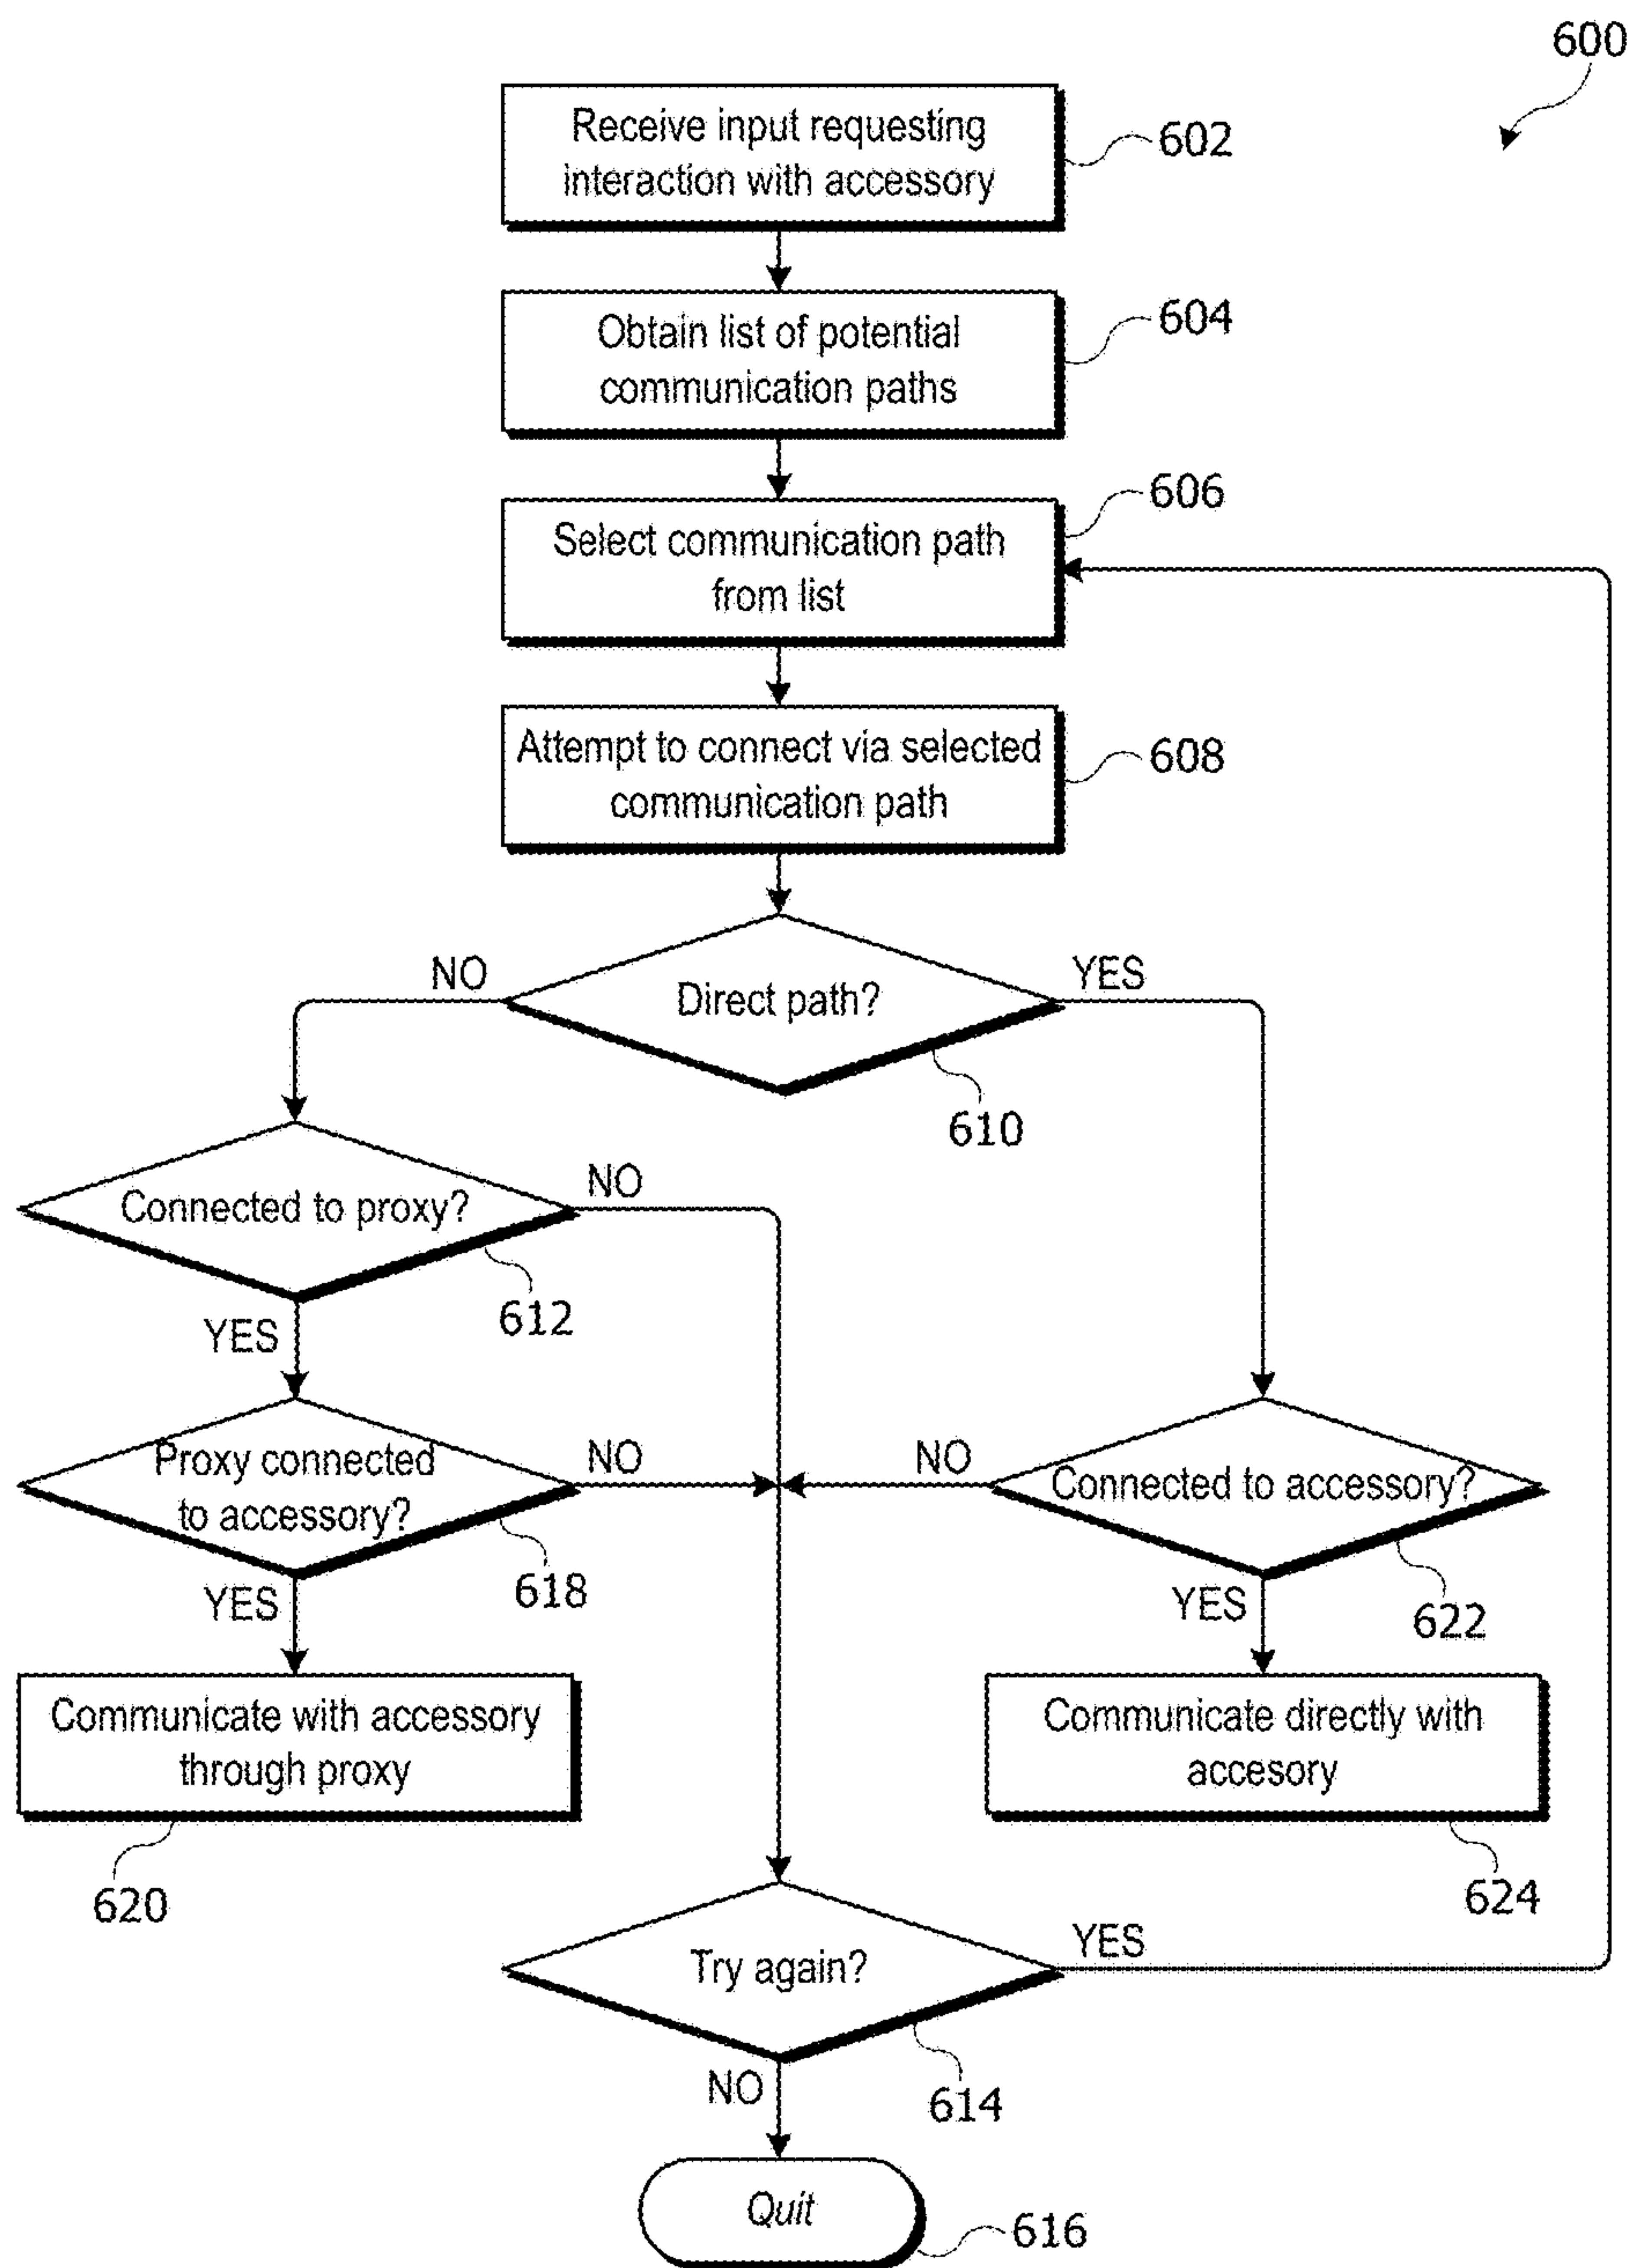 600
Receive input requesting
interaction with accessory
602
Obtain list of potential
communication paths
604
Select communication path
from list
606
Attempt to connect via selected
communication path
608
NO
Direct path?
YES
610
Connected to proxy?
NO
612
YES
Proxy connected
to accessory?
NO
618
YES
NO
Connected to accessory?
622
YES
Communicate with accessory
through proxy
620
Communicate directly with
accesory
624
Try again?
YES
614
NO
Quit
616